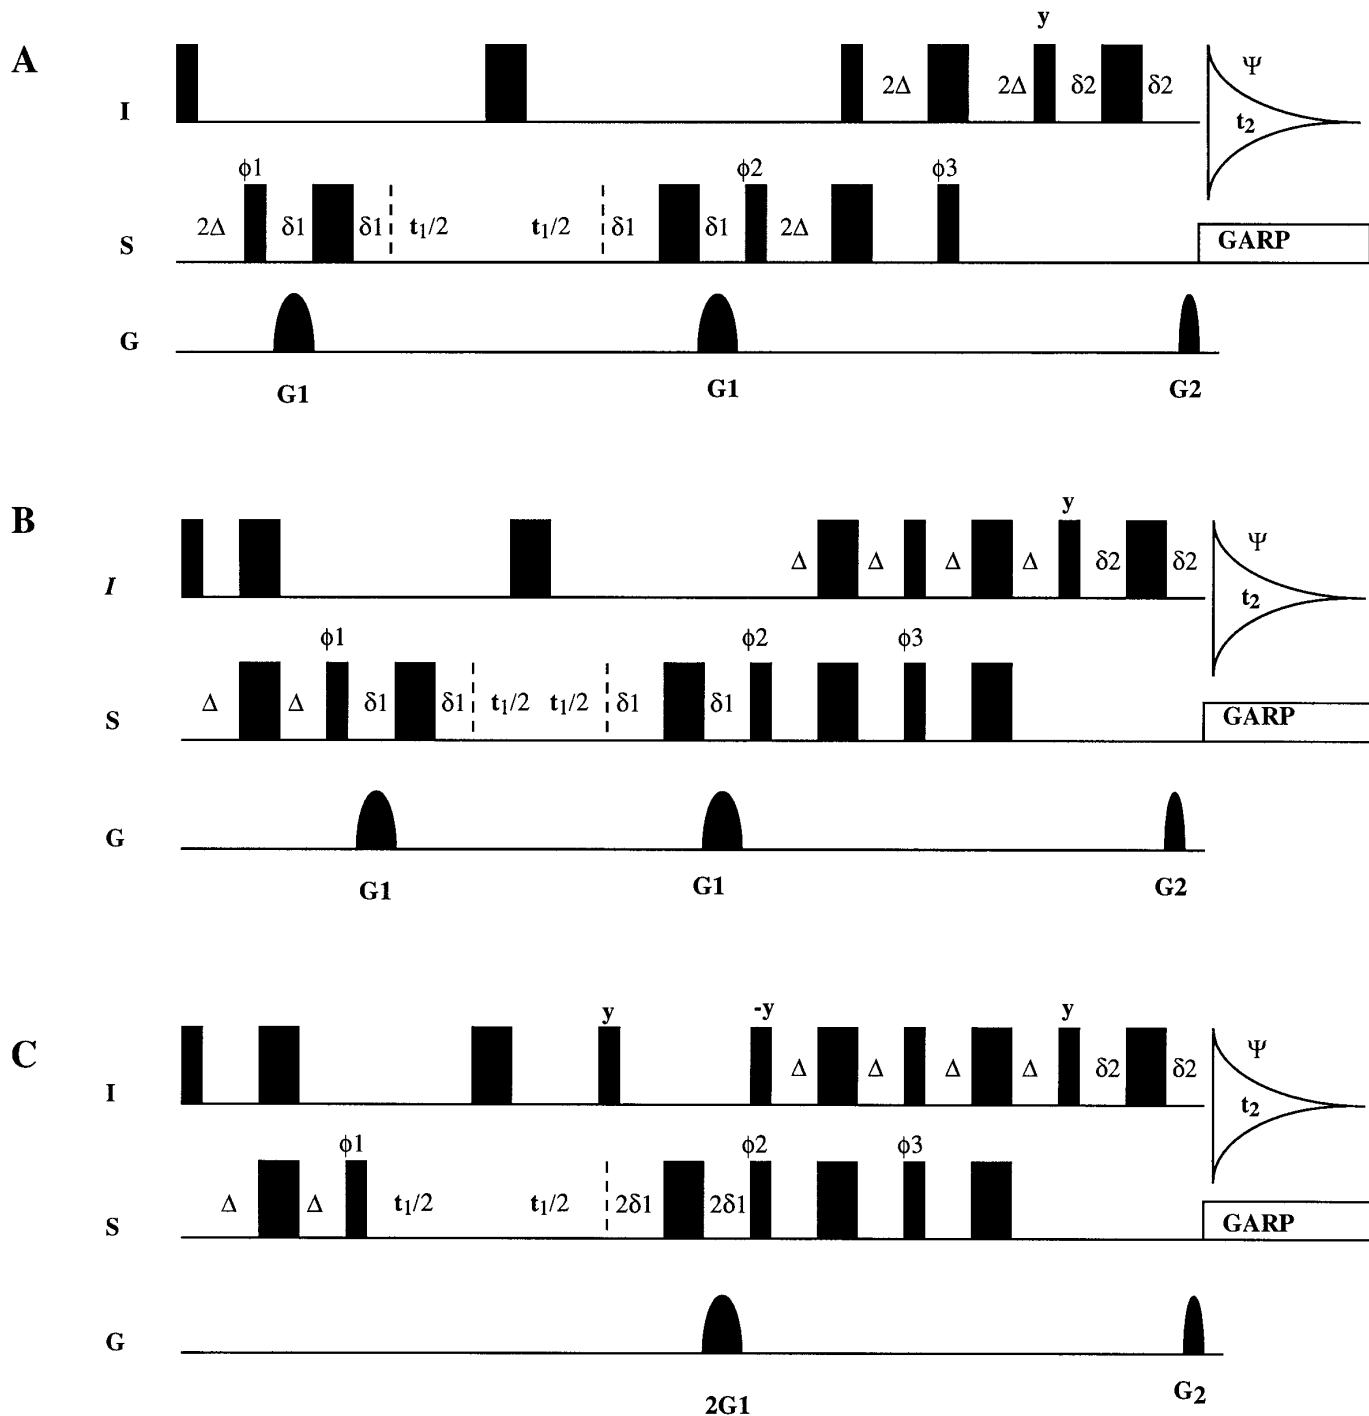 y
A
2Δ 2Δ δ2 δ2 Ψ
I t2
ϕ1 ϕ2 ϕ3
2Δ δ1 δ1 t1/2 t1/2 δ1 δ1 2Δ
S GARP
G
G1 G1 G2
y
B
Δ Δ Δ Δ δ2 δ2 Ψ
I t2
ϕ1 ϕ2 ϕ3
Δ Δ δ1 δ1 t1/2 t1/2 δ1 δ1
S GARP
G
G1 G1 G2
y -y y
C
Δ Δ Δ Δ δ2 δ2 Ψ
I t2
ϕ1 ϕ2 ϕ3
Δ Δ t1/2 t1/2 2δ1 2δ1
S GARP
G
2G1 G2